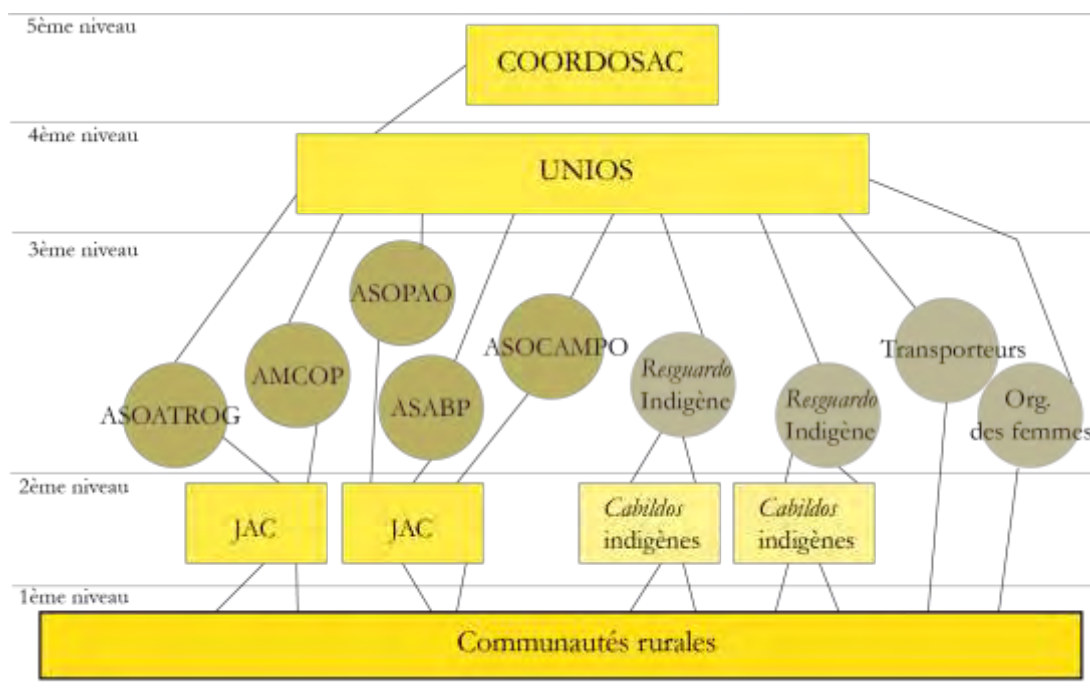 5ème niveau
COORDOSAC
4ème niveau
UNIOS
3ème niveau
ASOPAO
ASOCAMPO
Transporteurs
AMCOP
Resguardo
Indigène
ASOATROG
ASABP
Resguardo
Indigène
Org.
des femmes
2ème niveau
JAC
JAC
Cabildos
indigènes
Cabildos
indigènes
1ème niveau
Communautés rurales